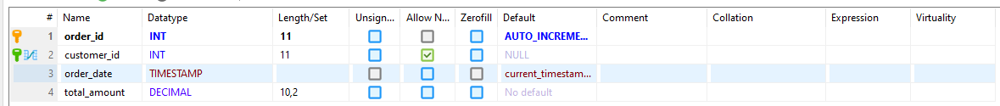 # Name Datatype Length/Set Unsign... Allow N... Zerofill Default Comment Collation Expression Virtuality
1 order_id INT 11 AUTO_INCREME...
2 customer_id INT 11 NULL
3 order_date TIMESTAMP current_timestam...
4 total_amount DECIMAL 10,2 No default